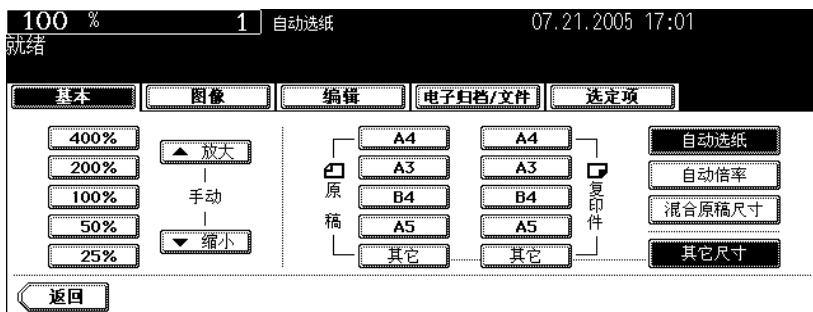 100 % 1 自动选纸 07.21.2005 17:01
就绪
基本 图像 编辑 电子归档/文件 选定项
400% 放大 A4 A4 自动选纸
200% A3 A3 自动倍率
100% 手动 原稿 B4 B4 复印件 混合原稿尺寸
50% 缩小 A5 A5
25% 其它 其它 其它尺寸
返回